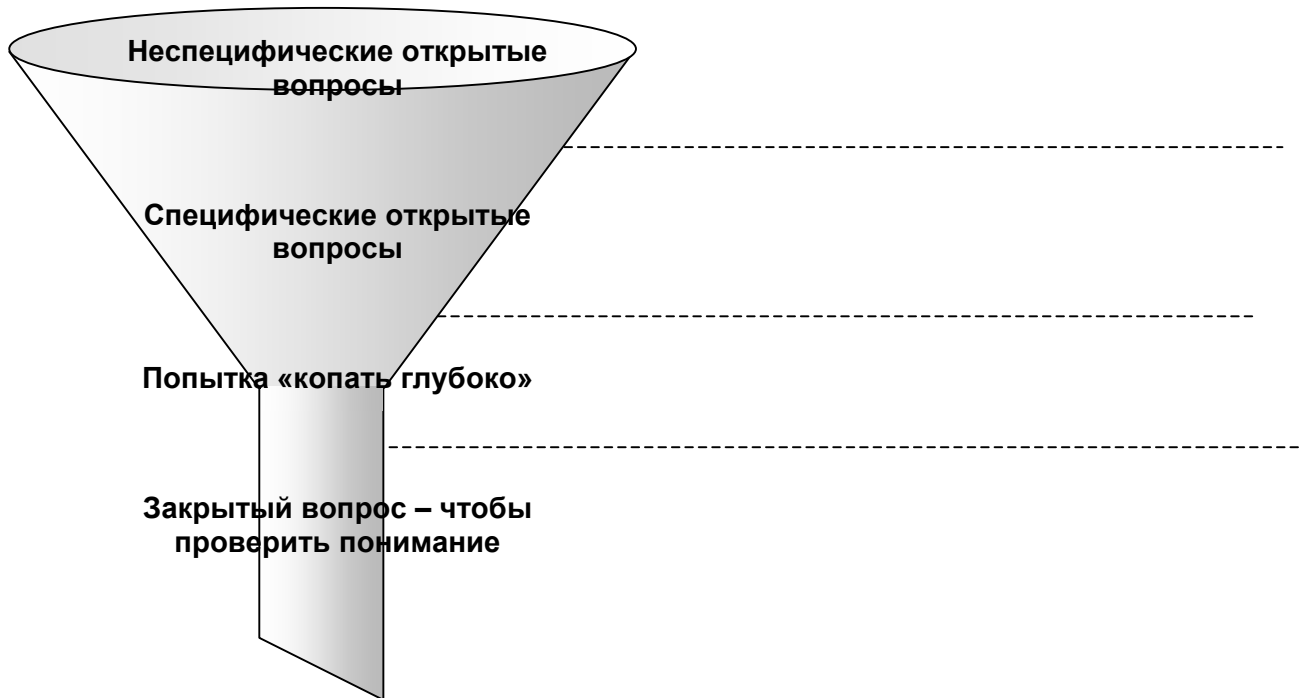 Неспецифические открытые
вопросы
Специфические открытые
вопросы
Попытка «копать глубоко»
Закрытый вопрос – чтобы
проверить понимание